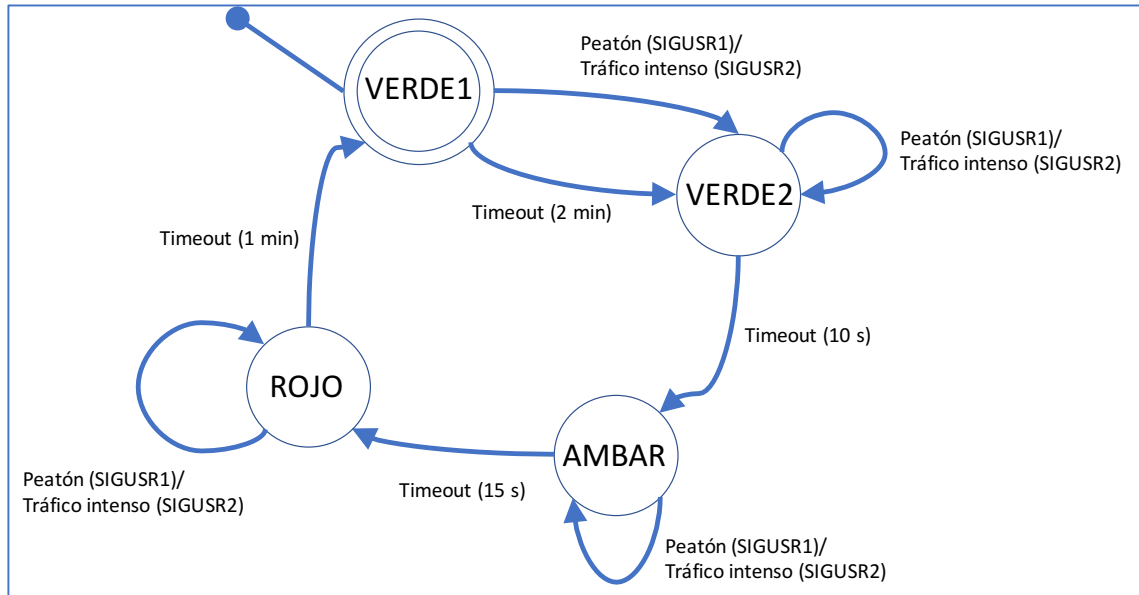 VERDE1
Peatón (SIGUSR1)/
Tráfico intenso (SIGUSR2)
Peatón (SIGUSR1)/
Tráfico intenso (SIGUSR2)
VERDE2
Timeout (2 min)
Timeout (1 min)
Timeout (10 s)
ROJO
AMBAR
Timeout (15 s)
Peatón (SIGUSR1)/
Tráfico intenso (SIGUSR2)
Peatón (SIGUSR1)/
Tráfico intenso (SIGUSR2)